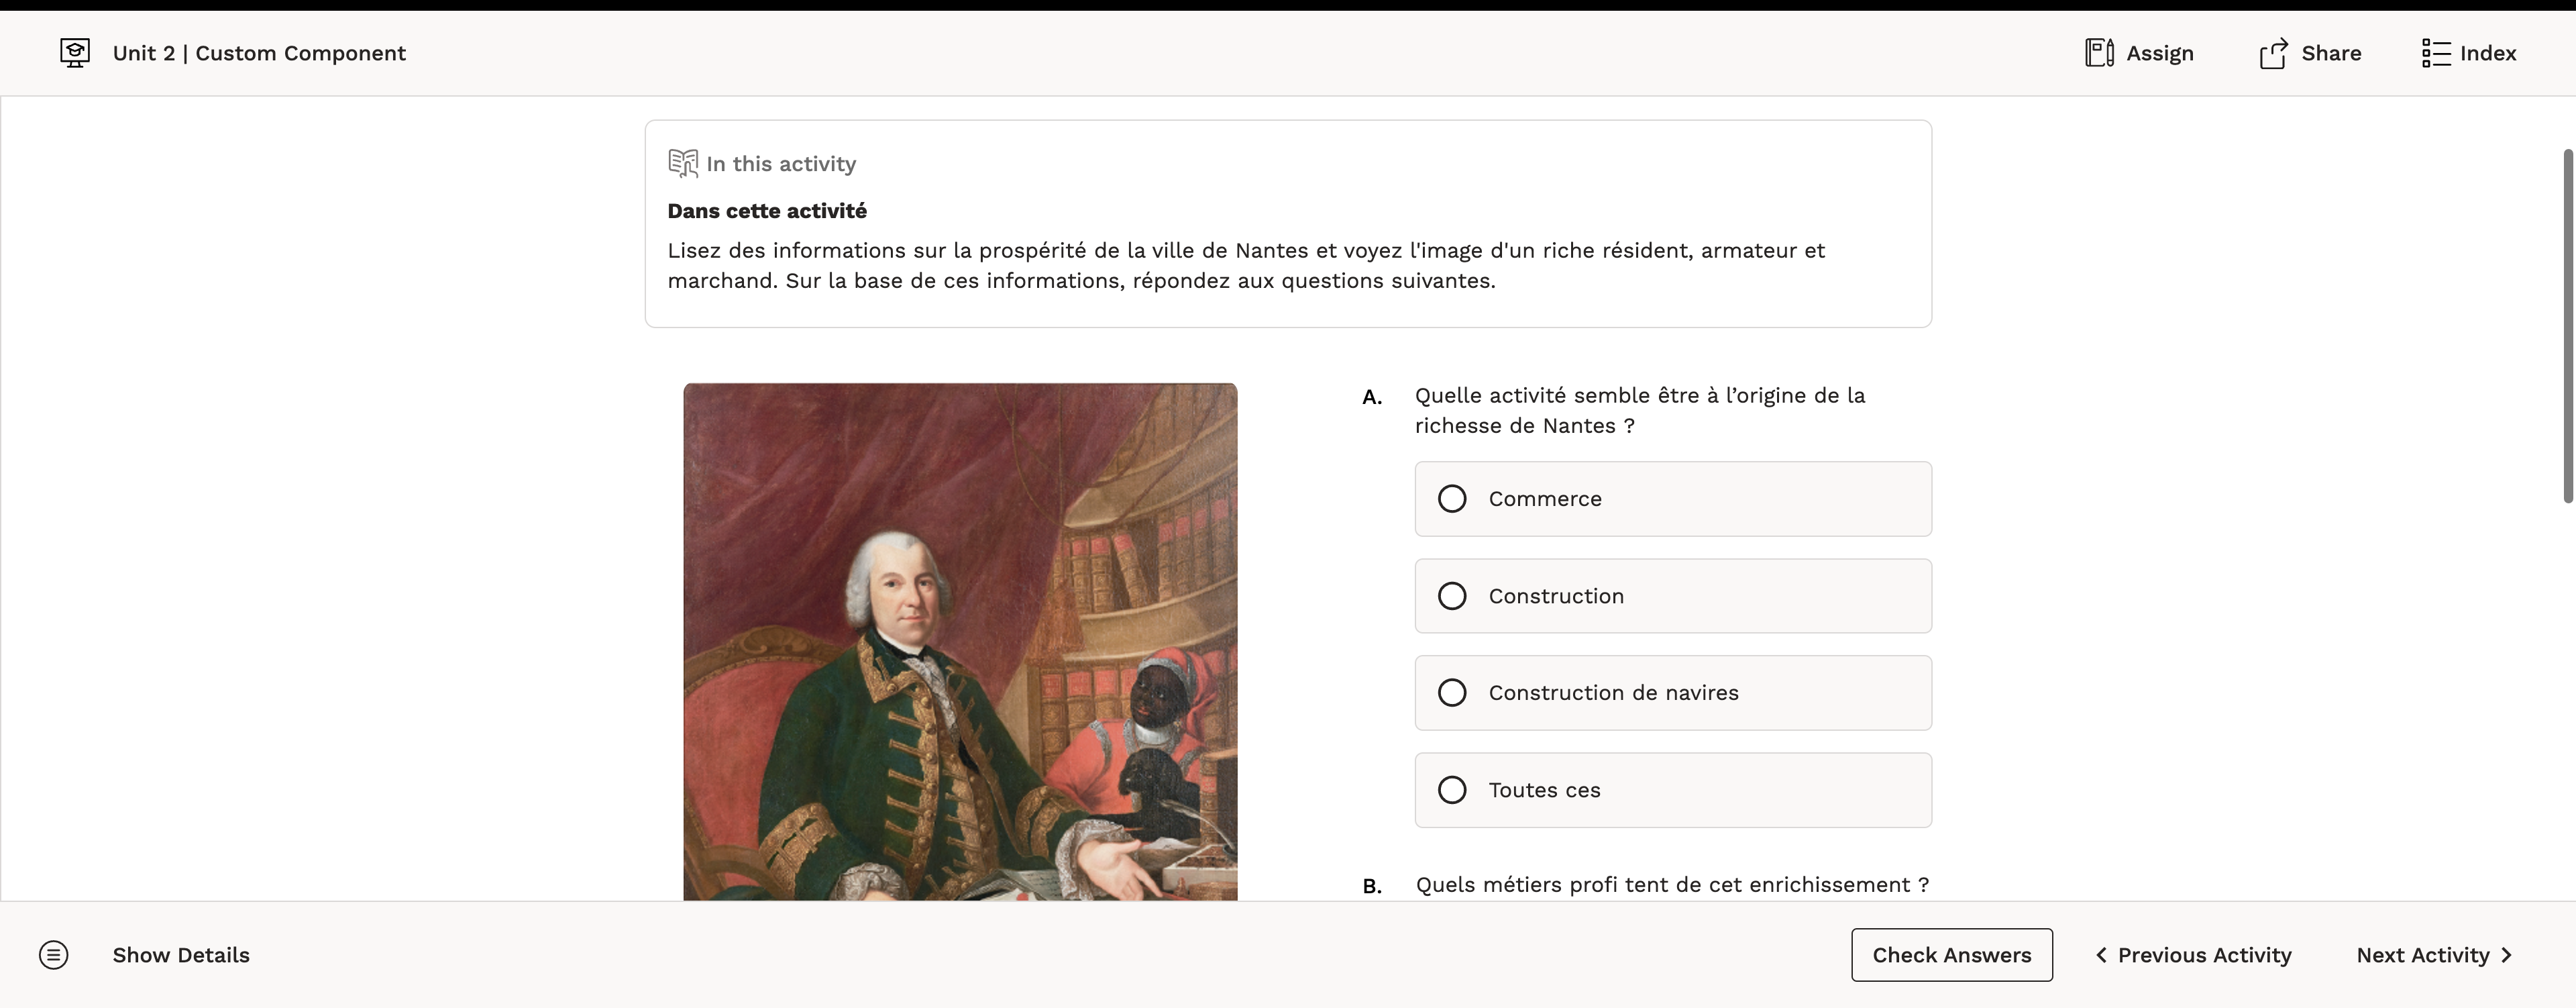 Unit 2 | Custom Component
Assign
Share
Index
In this activity
Dans cette activité
Lisez des informations sur la prospérité de la ville de Nantes et voyez l'image d'un riche résident, armateur et
marchand. Sur la base de ces informations, répondez aux questions suivantes.
A. Quelle activité semble être à l’origine de la
richesse de Nantes ?
Commerce
Construction
Construction de navires
Toutes ces
B. Quels métiers profi tent de cet enrichissement ?
Show Details
Check Answers
Previous Activity
Next Activity